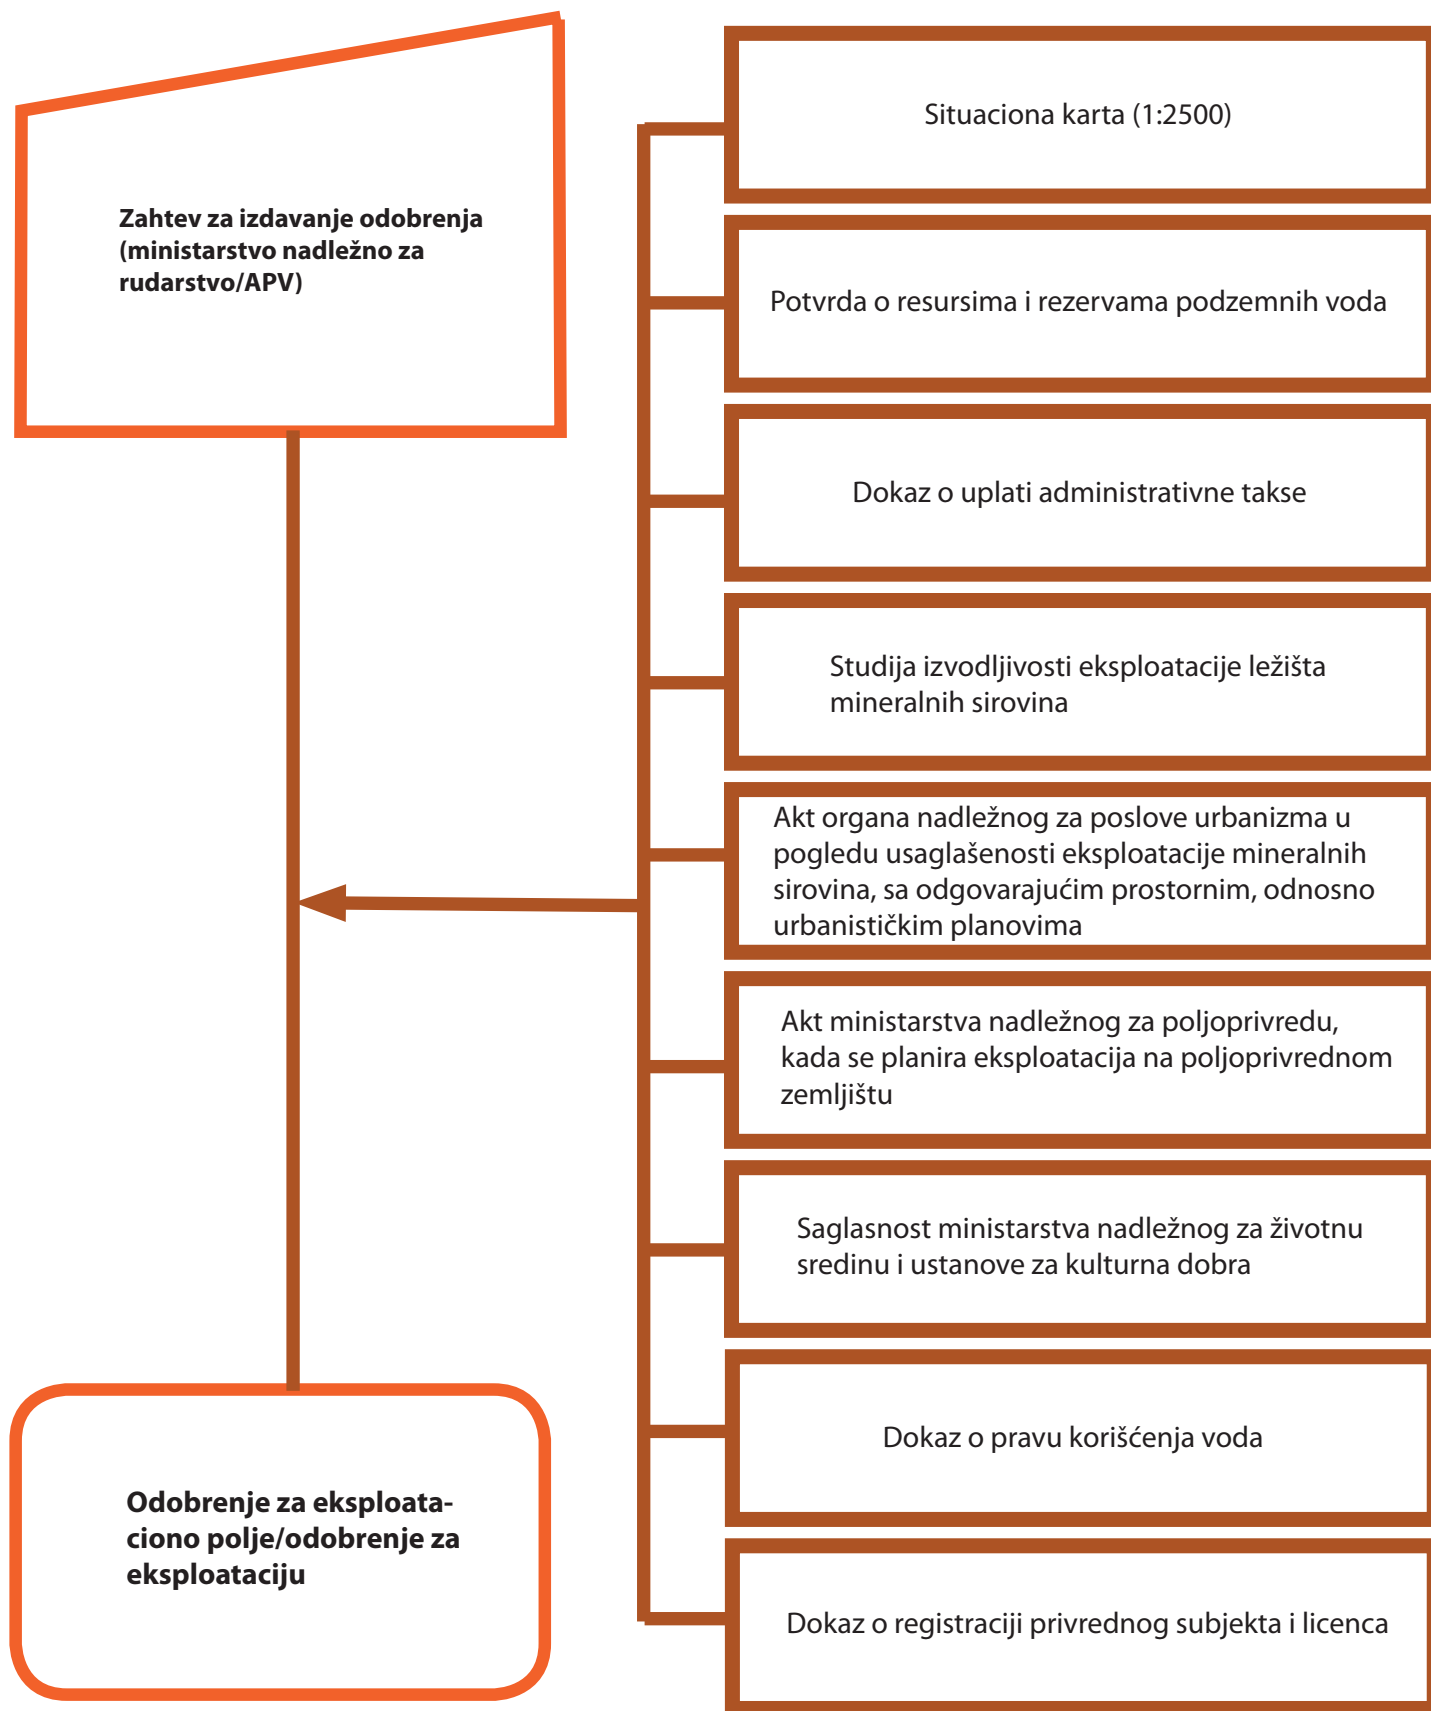 Zahtev za izdavanje odobrenja
(ministarstvo nadležno za
rudarstvo/APV)
Situaciona karta (1:2500)
Potvrda o resursima i rezervama podzemnih voda
Dokaz o uplati administrativne takse
Studija izvodljivosti eksploatacije ležišta
mineralnih sirovina
Akt organa nadležnog za poslove urbanizma u
pogledu usaglašenosti eksploatacije mineralnih
sirovina, sa odgovarajućim prostornim, odnosno
urbanističkim planovima
Akt ministarstva nadležnog za poljoprivredu,
kada se planira eksploatacija na poljoprivrednom
zemljištu
Saglasnost ministarstva nadležnog za životnu
sredinu i ustanove za kulturna dobra
Dokaz o pravu korišćenja voda
Dokaz o registraciji privrednog subjekta i licenca
Odobrenje za eksploata-
ciono polje/odobrenje za
eksploataciju